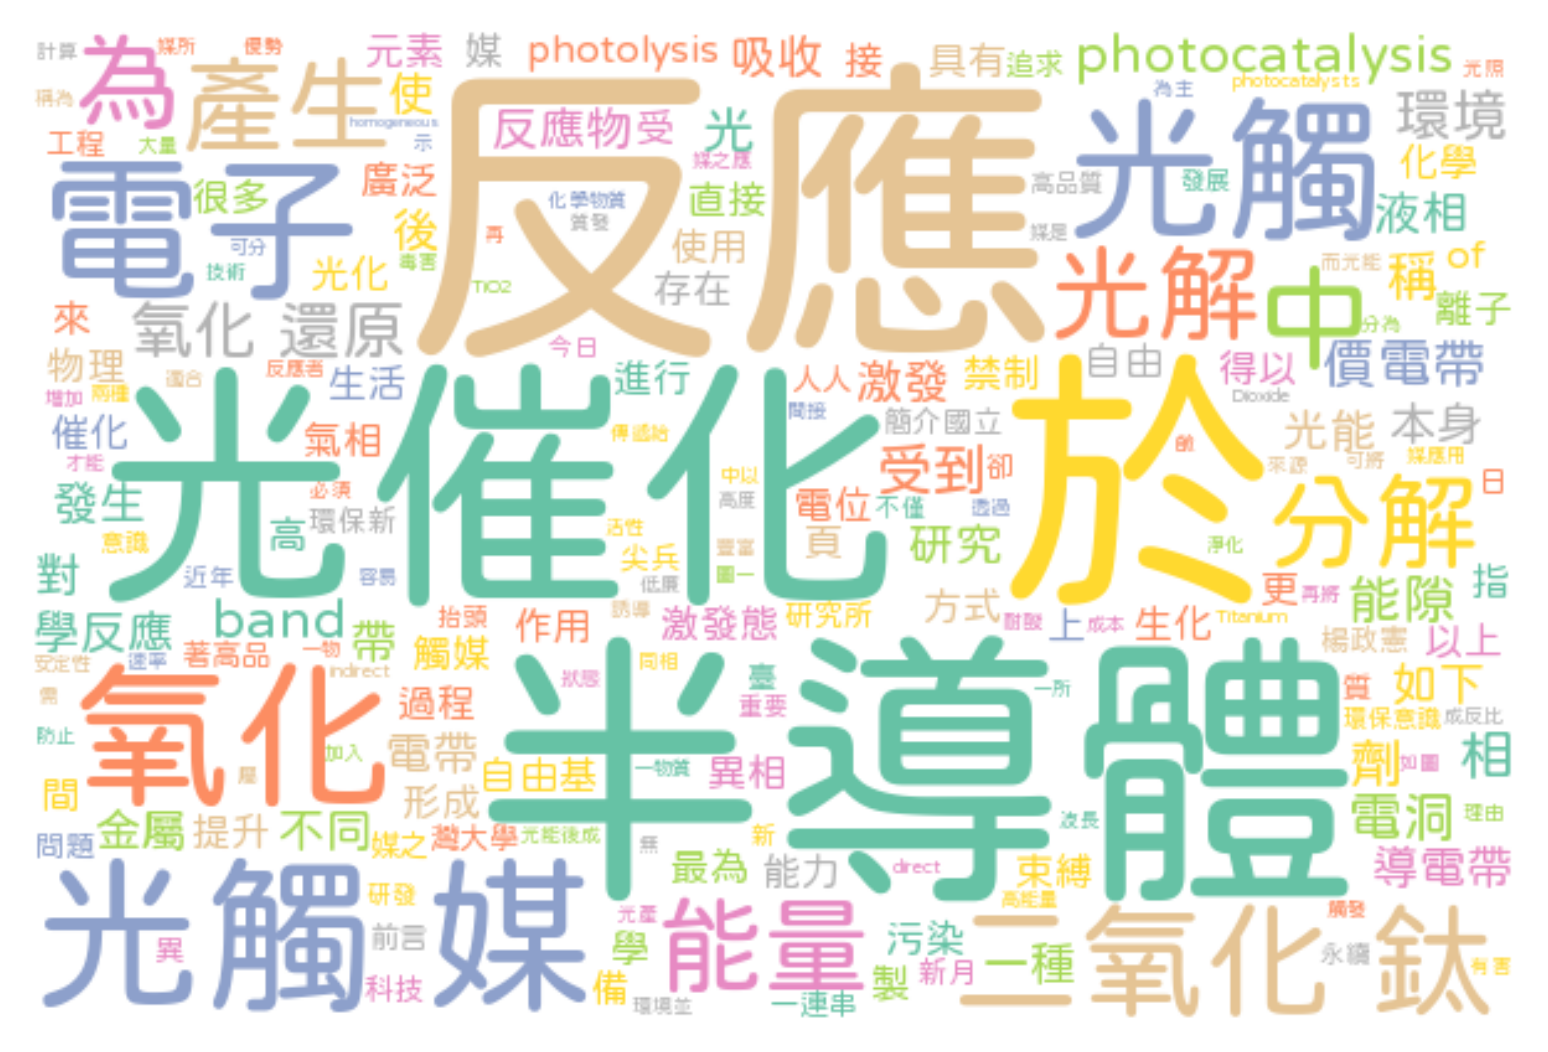 計算 為 媒所 優勢 元素 媒 photolysis 吸收 接 具有 追求 photocatalysis 光照
稱為 產生 使 homogeneous 反應 反應物受 光 為主 photocatalysts 環境
工程 大量 示 媒之應 光觸 化學
電子 很多 廣泛 化學物質 質發 直接 高品質 發展 液相
可分 後 再 使用 媒是 而光能 稱 of
技術 光化 毒害 TiO2 存在 光解 中 離子
來 氧化 還原 今日 分為
物理 適合 反應者 生活 進行 人人 激發 禁制 自由 得以 價電帶
增加 兩種 光催化 間接 於 Dioxide
催化 氣相 傳遞給 簡介國立 光能 本身
才能 必須 中以 受到 卻 來源 可將 媒應用 日
發生 高 環保新 高度 電位 不僅 透過 分解
意識 活性 尖兵 豐富 頁 研究 淨化
對 近年 容易 低廉 圖一 更 再將 能隙 指
學反應 band 帶 抬頭 作用 誘導 激發態 研究所 方式 耐酸 上 成本 生化 Titanium 楊政憲 以上
安定性 速率 著高品 一物 indirect 觸媒 半導體 同相 臺 一所 質 如下
需 氧化 過程 狀態 重要 環保意識 成反比
防止 加入 電帶 自由基 一物質 異相 劑 如圖 相
間 屬 形成 波長 電洞 理由
問題 金屬 提升 不同 媒之 灣大學 光能後成 無 新 導電帶
光觸媒 研發 最為 能力 direct 束縛 高能量
異 前言 光產 能量 二氧化 觸發 鈦
科技 學 污染 永續 有害
備 環境並 一連串 製 新月 一種